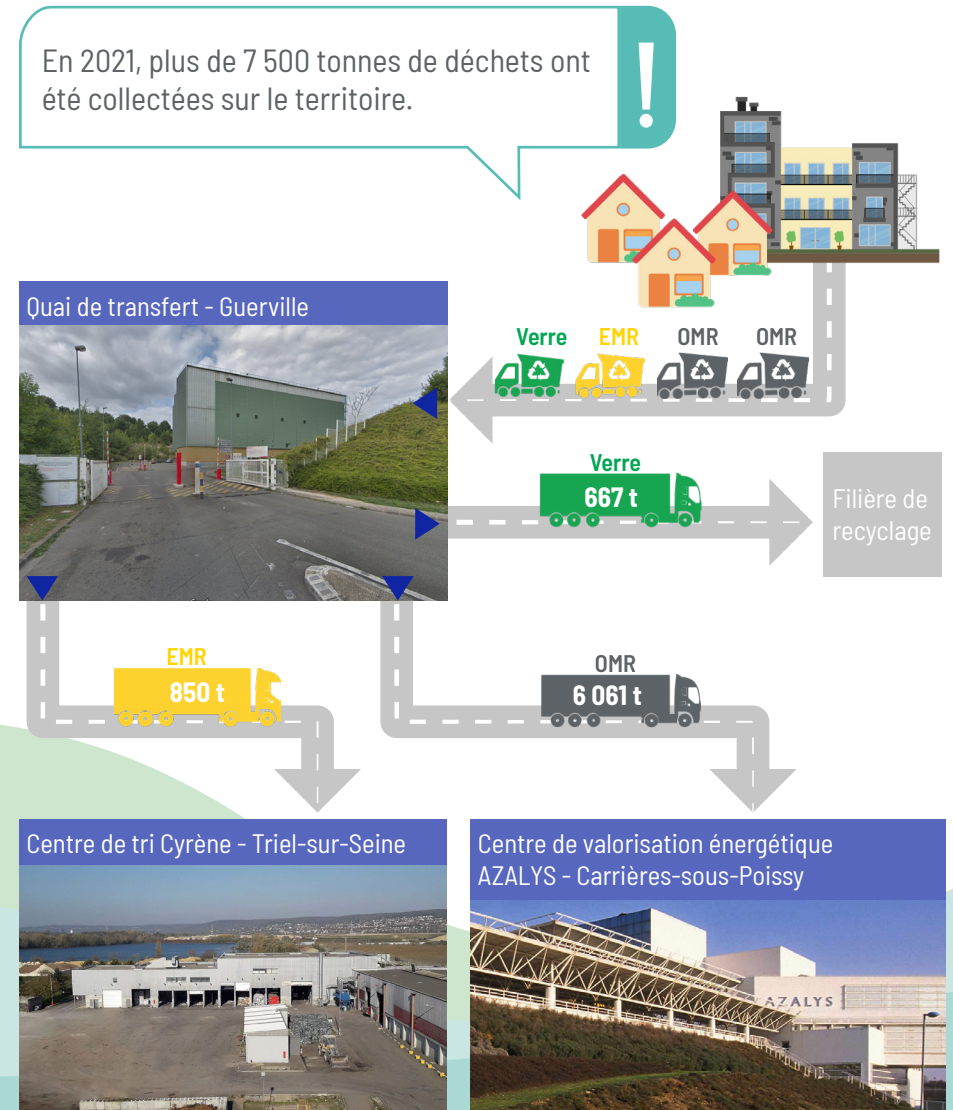 En 2021, plus de 7 500 tonnes de déchets ont
été collectées sur le territoire.
!
Quai de transfert - Guerville
Verre
EMR
OMR
OMR
Verre
667 t
Filière de
recyclage
EMR
850 t
OMR
6 061 t
Centre de tri Cyrène - Triel-sur-Seine
Centre de valorisation énergétique
AZALYS - Carrières-sous-Poissy
AZALYS